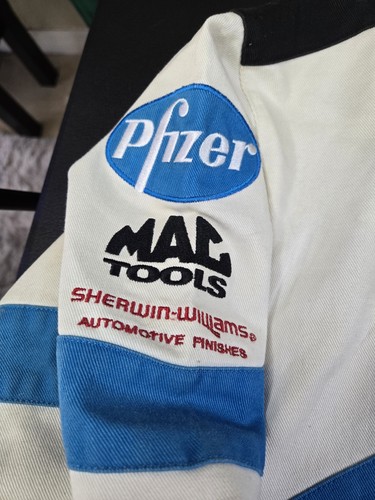 Pfizer
MAC
TOOLS
SHERWIN-WILLIAMS®
AUTOMOTIVE FINISHES